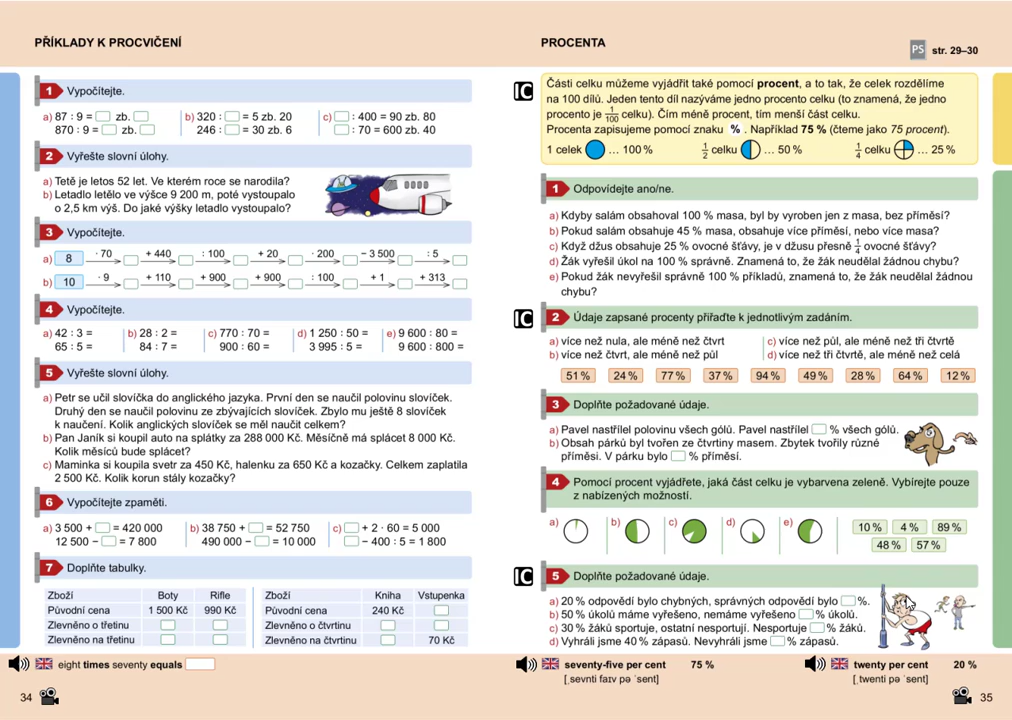 PŘÍKLADY K PROCVIČENÍ
1 Vypočítejte.
a) 87 : 9 = zb.
870 : 9 = zb.
b) 320 : = 5 zb. 20
246 : = 30 zb. 6
c) : 400 = 90 zb. 80
: 70 = 600 zb. 40
2 Vyřešte slovní úlohy.
a) Tetě je letos 52 let. Ve kterém roce se narodila?
b) Letadlo letělo ve výšce 9 200 m, poté vystoupalo
o 2,5 km výš. Do jaké výšky letadlo vystoupalo?
3 Vypočítejte.
a) 8 · 70 + 440 : 100 + 20 · 200 − 3 500 : 5
b) 10 · 9 + 110 + 900 + 900 : 100 + 1 + 313
4 Vypočítejte.
a) 42 : 3 =
65 : 5 =
b) 28 : 2 =
84 : 7 =
c) 770 : 70 =
900 : 60 =
d) 1 250 : 50 =
3 995 : 5 =
e) 9 600 : 80 =
9 600 : 800 =
5 Vyřešte slovní úlohy.
a) Petr se učil slovíčka do anglického jazyka. První den se naučil polovinu slovíček.
Druhý den se naučil polovinu ze zbývajících slovíček. Zbylo mu ještě 8 slovíček
k naučení. Kolik anglických slovíček se měl naučit celkem?
b) Pan Janík si koupil auto na splátky za 288 000 Kč. Měsíčně má splácet 8 000 Kč.
Kolik měsíců bude splácet?
c) Maminka si koupila svetr za 450 Kč, halenku za 650 Kč a kozačky. Celkem zaplatila
2 500 Kč. Kolik korun stály kozačky?
6 Vypočítejte zpaměti.
a) 3 500 + = 420 000
12 500 − = 7 800
b) 38 750 + = 52 750
490 000 − = 10 000
c) + 2 · 60 = 5 000
− 400 : 5 = 1 800
7 Doplňte tabulky.
Zboží Boty Rifle
Původní cena 1 500 Kč 990 Kč
Zlevněno o třetinu
Zlevněno na třetinu
Zboží Kniha Vstupenka
Původní cena 240 Kč
Zlevněno o čtvrtinu
Zlevněno na čtvrtinu 70 Kč
eight times seventy equals
34
PROCENTA
PS str. 29–30
Části celku můžeme vyjádřit také pomocí procent, a to tak, že celek rozdělíme
na 100 dílů. Jeden tento díl nazýváme jedno procento celku (to znamená, že jedno
procento je 1/100 celku). Čím méně procent, tím menší část celku.
Procenta zapisujeme pomocí znaku %. Například 75 % (čteme jako 75 procent).
1 celek … 100 % 1/2 celku … 50 % 1/4 celku … 25 %
1 Odpovídejte ano/ne.
a) Kdyby salám obsahoval 100 % masa, byl by vyroben jen z masa, bez příměsí?
b) Pokud salám obsahuje 45 % masa, obsahuje více příměsí, nebo více masa?
c) Když džus obsahuje 25 % ovocné šťávy, je v džusu přesně 1/4 ovocné šťávy?
d) Žák vyřešil úkol na 100 % správně. Znamená to, že žák neudělal žádnou chybu?
e) Pokud žák nevyřešil správně 100 % příkladů, znamená to, že žák neudělal žádnou
chybu?
2 Údaje zapsané procenty přiřaďte k jednotlivým zadáním.
a) více než nula, ale méně než čtvrt
b) více než čtvrt, ale méně než půl
c) více než půl, ale méně než tři čtvrtě
d) více než tři čtvrtě, ale méně než celá
51 % 24 % 77 % 37 % 94 % 49 % 28 % 64 % 12 %
3 Doplňte požadované údaje.
a) Pavel nastřílel polovinu všech gólů. Pavel nastřílel % všech gólů.
b) Obsah párků byl tvořen ze čtvrtiny masem. Zbytek tvořily různé
příměsi. V párku bylo % příměsí.
4 Pomocí procent vyjádřete, jaká část celku je vybarvena zeleně. Vybírejte pouze
z nabízených možností.
a) b) c) d) e)
10 % 4 % 89 %
48 % 57 %
5 Doplňte požadované údaje.
a) 20 % odpovědí bylo chybných, správných odpovědí bylo %.
b) 50 % úkolů máme vyřešeno, nemáme vyřešeno % úkolů.
c) 30 % žáků sportuje, ostatní nesportují. Nesportuje % žáků.
d) Vyhráli jsme 40 % zápasů. Nevyhráli jsme % zápasů.
seventy-five per cent 75 %
[ˌsevnti faɪv pə ˈsent]
twenty per cent 20 %
[ˌtwenti pə ˈsent]
35